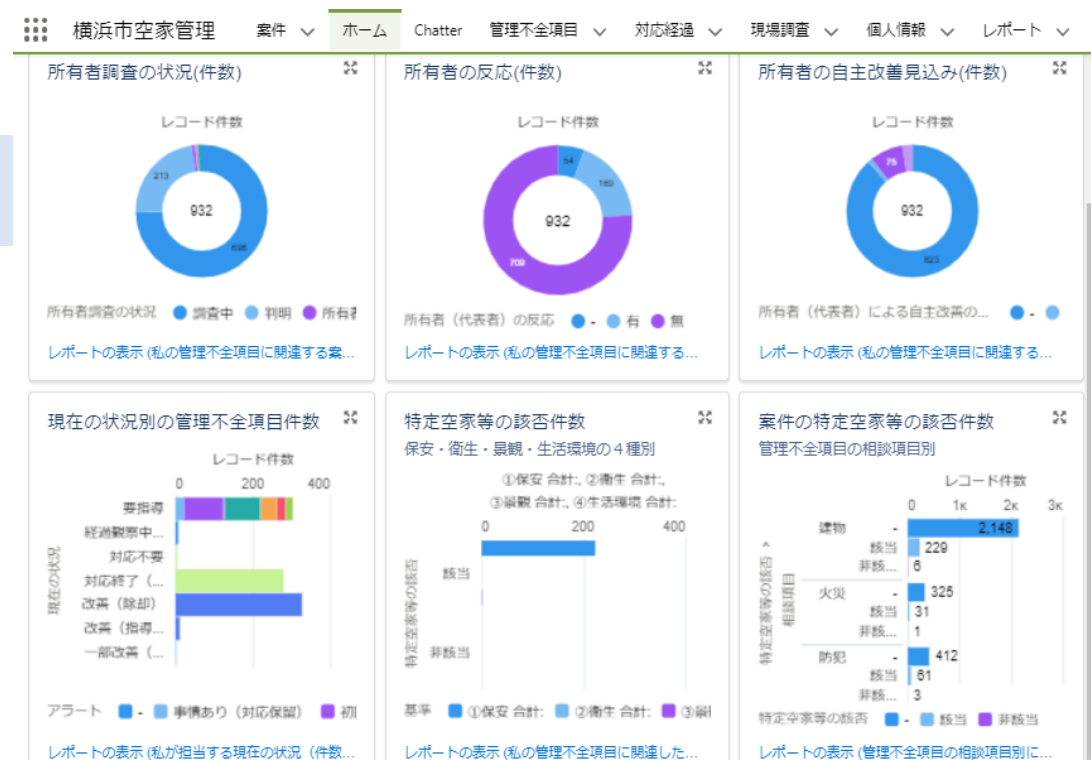 横浜市空家管理 案件 ホーム Chatter 管理不全項目 対応経過 現場調査 個人情報 レポート
所有者調査の状況(件数)
レコード件数
213
932
698
所有者調査の状況 調査中 判明 所有者
レポートの表示 (私の管理不全項目に関連する案...
所有者の反応(件数)
レコード件数
54
169
932
709
所有者（代表者）の反応 - 有 無
レポートの表示 (私の管理不全項目に関連する...
所有者の自主改善見込み(件数)
レコード件数
75
932
823
所有者（代表者）による自主改善の... -
レポートの表示 (私の管理不全項目に関連する...
現在の状況別の管理不全項目件数
レコード件数
0 200 400
現在の状況
要指導
経過観察中...
対応不要
対応終了（...
改善（除却）
改善（指導...
一部改善（...
アラート - 事情あり（対応保留） 初
レポートの表示 (私が担当する現在の状況（件数...
特定空家等の該否件数
保安・衛生・景観・生活環境の４種別
①保安 合計:, ②衛生 合計:,
③景観 合計:, ④生活環境 合計:
0 200 400
特定空家等の該否
該当
非該当
基準 ①保安 合計: ②衛生 合計: ③景
レポートの表示 (私の管理不全項目に関連した...
案件の特定空家等の該否件数
管理不全項目の相談項目別
レコード件数
0 1K 2K 3K
特定空家等の該否 ^
相談項目
建物 - 2,148
該当 229
非該... 6
火災 - 325
該当 31
非該... 1
防犯 - 412
該当 61
非該... 3
特定空家等の該否 - 該当 非該当
レポートの表示 (管理不全項目の相談項目別に...